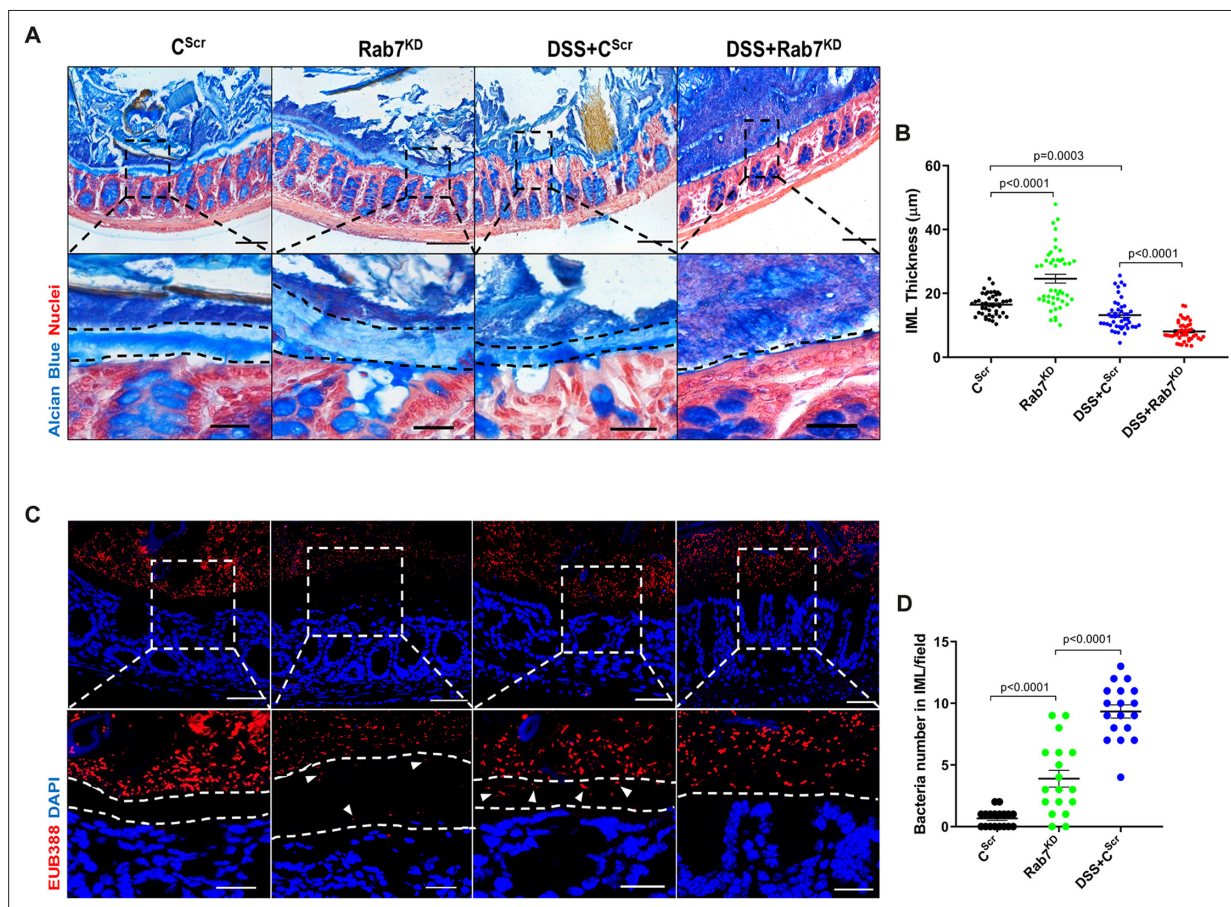 A
C^Scr
Rab7^KD
DSS+C^Scr
DSS+Rab7^KD
Alcian Blue Nuclei
B
IML Thickness (μm)
60
40
20
0
p=0.0003
p<0.0001
p<0.0001
C^Scr
Rab7^KD
DSS+C^Scr
DSS+Rab7^KD
C
EUB388 DAPI
D
Bacteria number in IML/field
15
10
5
0
p<0.0001
p<0.0001
C^Scr
Rab7^KD
DSS+C^Scr